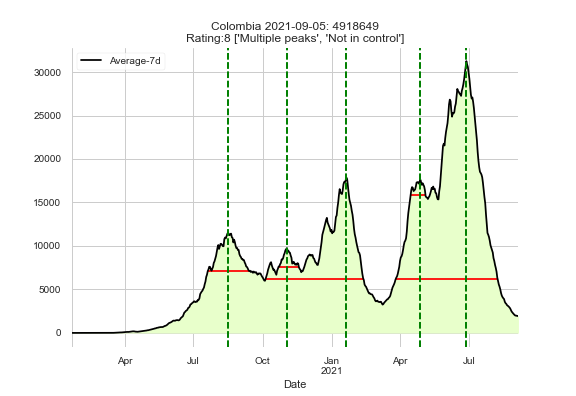 Colombia 2021-09-05: 4918649
Rating:8 ['Multiple peaks', 'Not in control']
Average-7d
30000
25000
20000
15000
10000
5000
0
Apr
Jul
Oct
Jan
2021
Apr
Jul
Date